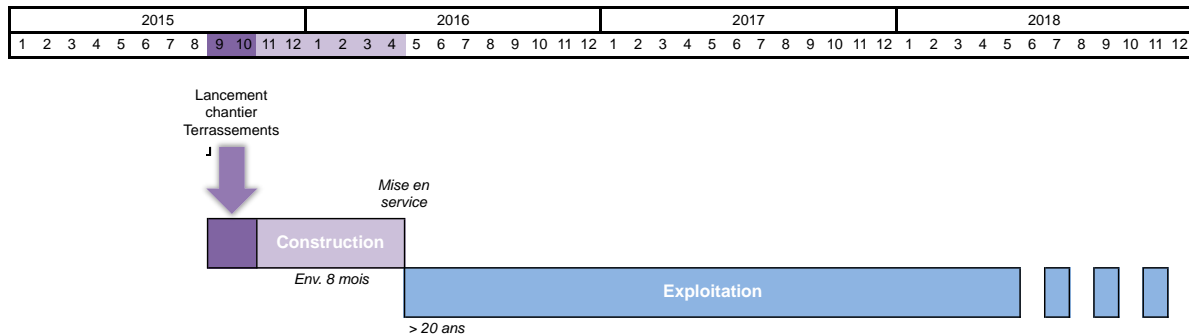 2015 2016 2017 2018
1 2 3 4 5 6 7 8 9 10 11 12 1 2 3 4 5 6 7 8 9 10 11 12 1 2 3 4 5 6 7 8 9 10 11 12 1 2 3 4 5 6 7 8 9 10 11 12
Lancement
chantier
Terrassements
Mise en
service
Construction
Env. 8 mois
Exploitation
> 20 ans